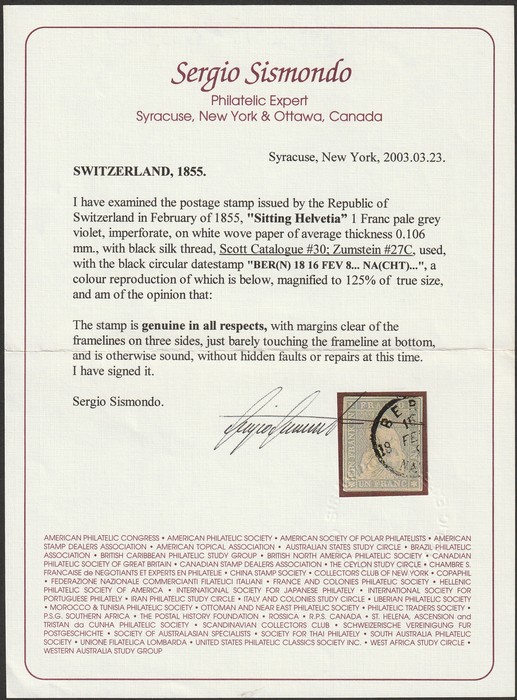 Sergio Sismondo
Philatelic Expert
Syracuse, New York & Ottawa, Canada
Syracuse, New York, 2003.03.23.
SWITZERLAND, 1855.
I have examined the postage stamp issued by the Republic of
Switzerland in February of 1855, "Sitting Helvetia” 1 Franc pale grey
violet, imperforate, on white wove paper of average thickness 0.106
mm., with black silk thread, Scott Catalogue #30; Zumstein #27C, used,
with the black circular datestamp "BER(N) 18 16 FEV 8... NA(CHT)...", a
colour reproduction of which is below, magnified to 125% of true size,
and am of the opinion that:
The stamp is genuine in all respects, with margins clear of the
framelines on three sides, just barely touching the frameline at bottom,
and is otherwise sound, without hidden faults or repairs at this time.
I have signed it.
Sergio Sismondo.
BER
16
18 FE
NA
UN FRANC
AMERICAN PHILATELIC CONGRESS • AMERICAN PHILATELIC SOCIETY • AMERICAN SOCIETY OF POLAR PHILATELISTS • AMERICAN
STAMP DEALERS ASSOCIATION • AMERICAN TOPICAL ASSOCIATION • AUSTRALIAN STATES STUDY CIRCLE • BRAZIL PHILATELIC
ASSOCIATION • BRITISH CARIBBEAN PHILATELIC STUDY GROUP • BRITISH NORTH AMERICA PHILATELIC SOCIETY • CANADIAN
PHILATELIC SOCIETY OF GREAT BRITAIN • CANADIAN STAMP DEALERS ASSOCIATION • THE CEYLON STUDY CIRCLE • CHAMBRE S.
FRANCAISE de NEGOTIANTS ET EXPERTS EN PHILATELIE • CHINA STAMP SOCIETY • COLLECTORS CLUB OF NEW YORK • COPAPHIL
• FEDERAZIONE NAZIONALE COMMERCIANTI FILATELICI ITALIANI • FRANCE AND COLONIES PHILATELIC SOCIETY • HELLENIC
PHILATELIC SOCIETY OF AMERICA • INTERNATIONAL SOCIETY FOR JAPANESE PHILATELY • INTERNATIONAL SOCIETY FOR
PORTUGUESE PHILATELY • IRAN PHILATELIC STUDY CIRCLE • ITALY AND COLONIES STUDY CIRCLE • LIBERIAN PHILATELIC SOCIETY
• MOROCCO & TUNISIA PHILATELIC SOCIETY • OTTOMAN AND NEAR EAST PHILATELIC SOCIETY • PHILATELIC TRADERS SOCIETY •
P.S.G. SOUTHERN AFRICA • THE POSTAL HISTORY FOUNDATION • ROSSICA • R.P.S. CANADA • ST. HELENA, ASCENSION and
TRISTAN da CUNHA PHILATELIC SOCIETY • SCANDINAVIAN COLLECTORS CLUB • SCHWEIZERISCHE VEREINIGUNG FUR
POSTGESCHICHTE • SOCIETY OF AUSTRALASIAN SPECIALISTS • SOCIETY FOR THAI PHILATELY • SOUTH AUSTRALIA PHILATELIC
SOCIETY • UNIONE FILATELICA LOMBARDA • UNITED STATES PHILATELIC CLASSICS SOCIETY INC. • WEST AFRICA STUDY CIRCLE •
WESTERN AUSTRALIA STUDY GROUP